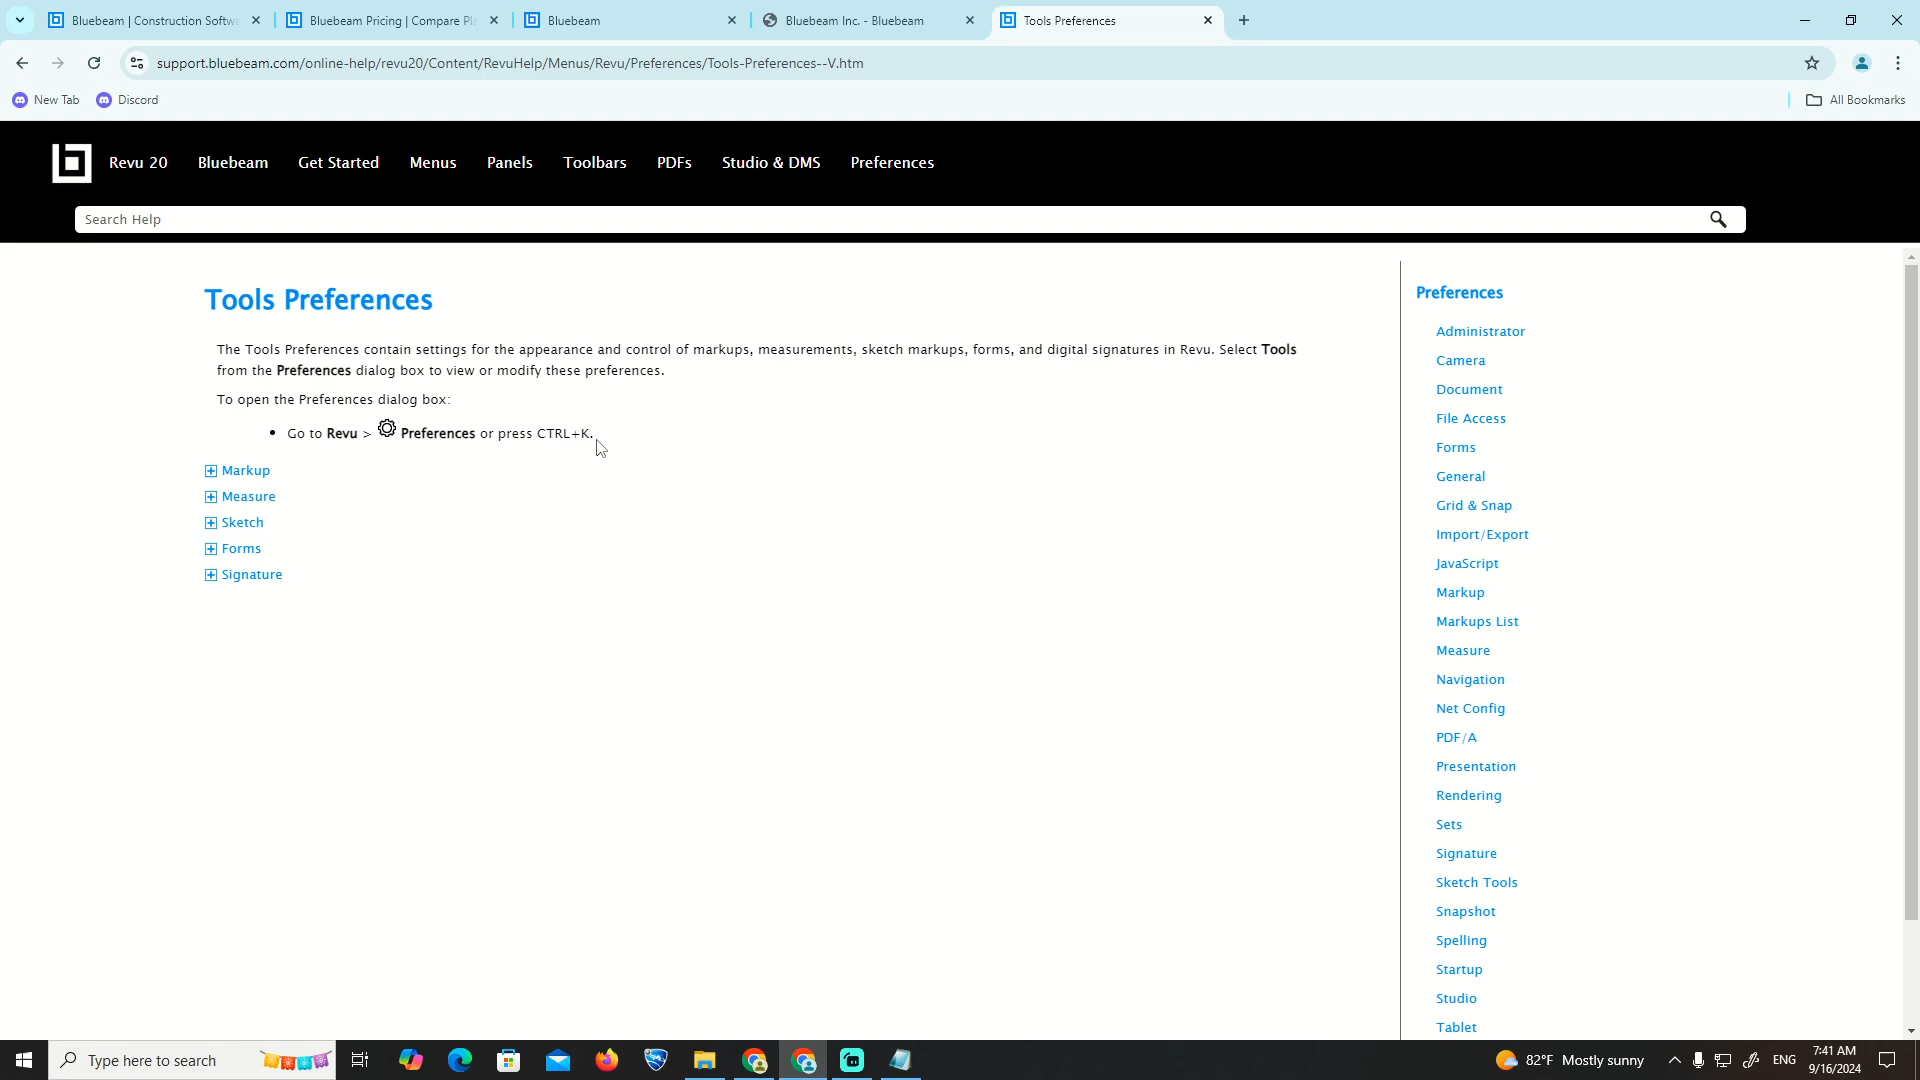 Bluebeam | Construction Softw
Bluebeam Pricing | Compare Pl
Bluebeam
Bluebeam Inc. - Bluebeam
Tools Preferences
support.bluebeam.com/online-help/revu20/Content/RevuHelp/Menus/Revu/Preferences/Tools-Preferences--V.htm
New Tab
Discord
All Bookmarks
Revu 20
Bluebeam
Get Started
Menus
Panels
Toolbars
PDFs
Studio & DMS
Preferences
Search Help
Tools Preferences
The Tools Preferences contain settings for the appearance and control of markups, measurements, sketch markups, forms, and digital signatures in Revu. Select Tools
from the Preferences dialog box to view or modify these preferences.
To open the Preferences dialog box:
• Go to Revu > Preferences or press CTRL+K.
Markup
Measure
Sketch
Forms
Signature
Preferences
Administrator
Camera
Document
File Access
Forms
General
Grid & Snap
Import/Export
JavaScript
Markup
Markups List
Measure
Navigation
Net Config
PDF/A
Presentation
Rendering
Sets
Signature
Sketch Tools
Snapshot
Spelling
Startup
Studio
Tablet
Type here to search
82°F Mostly sunny
ENG
7:41 AM
9/16/2024